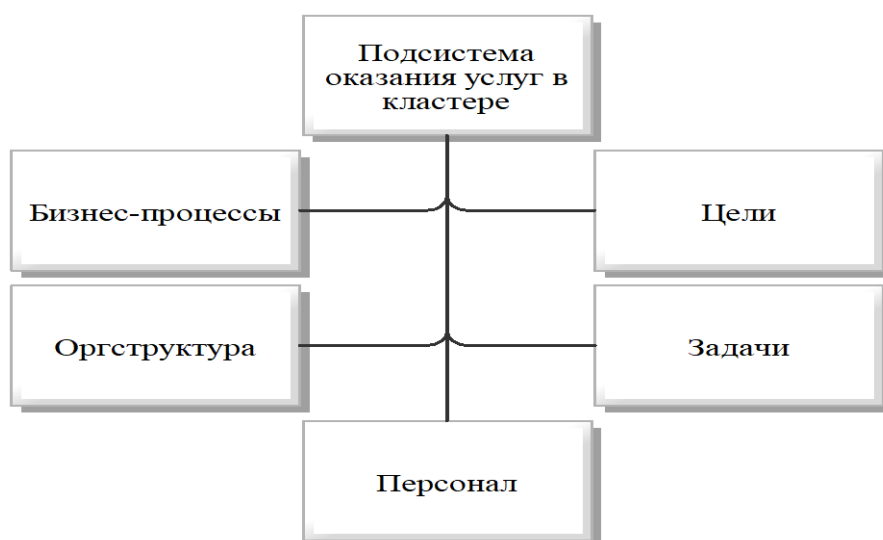 Подсистема
оказания услуг в
кластере
Бизнес-процессы
Цели
Оргструктура
Задачи
Персонал